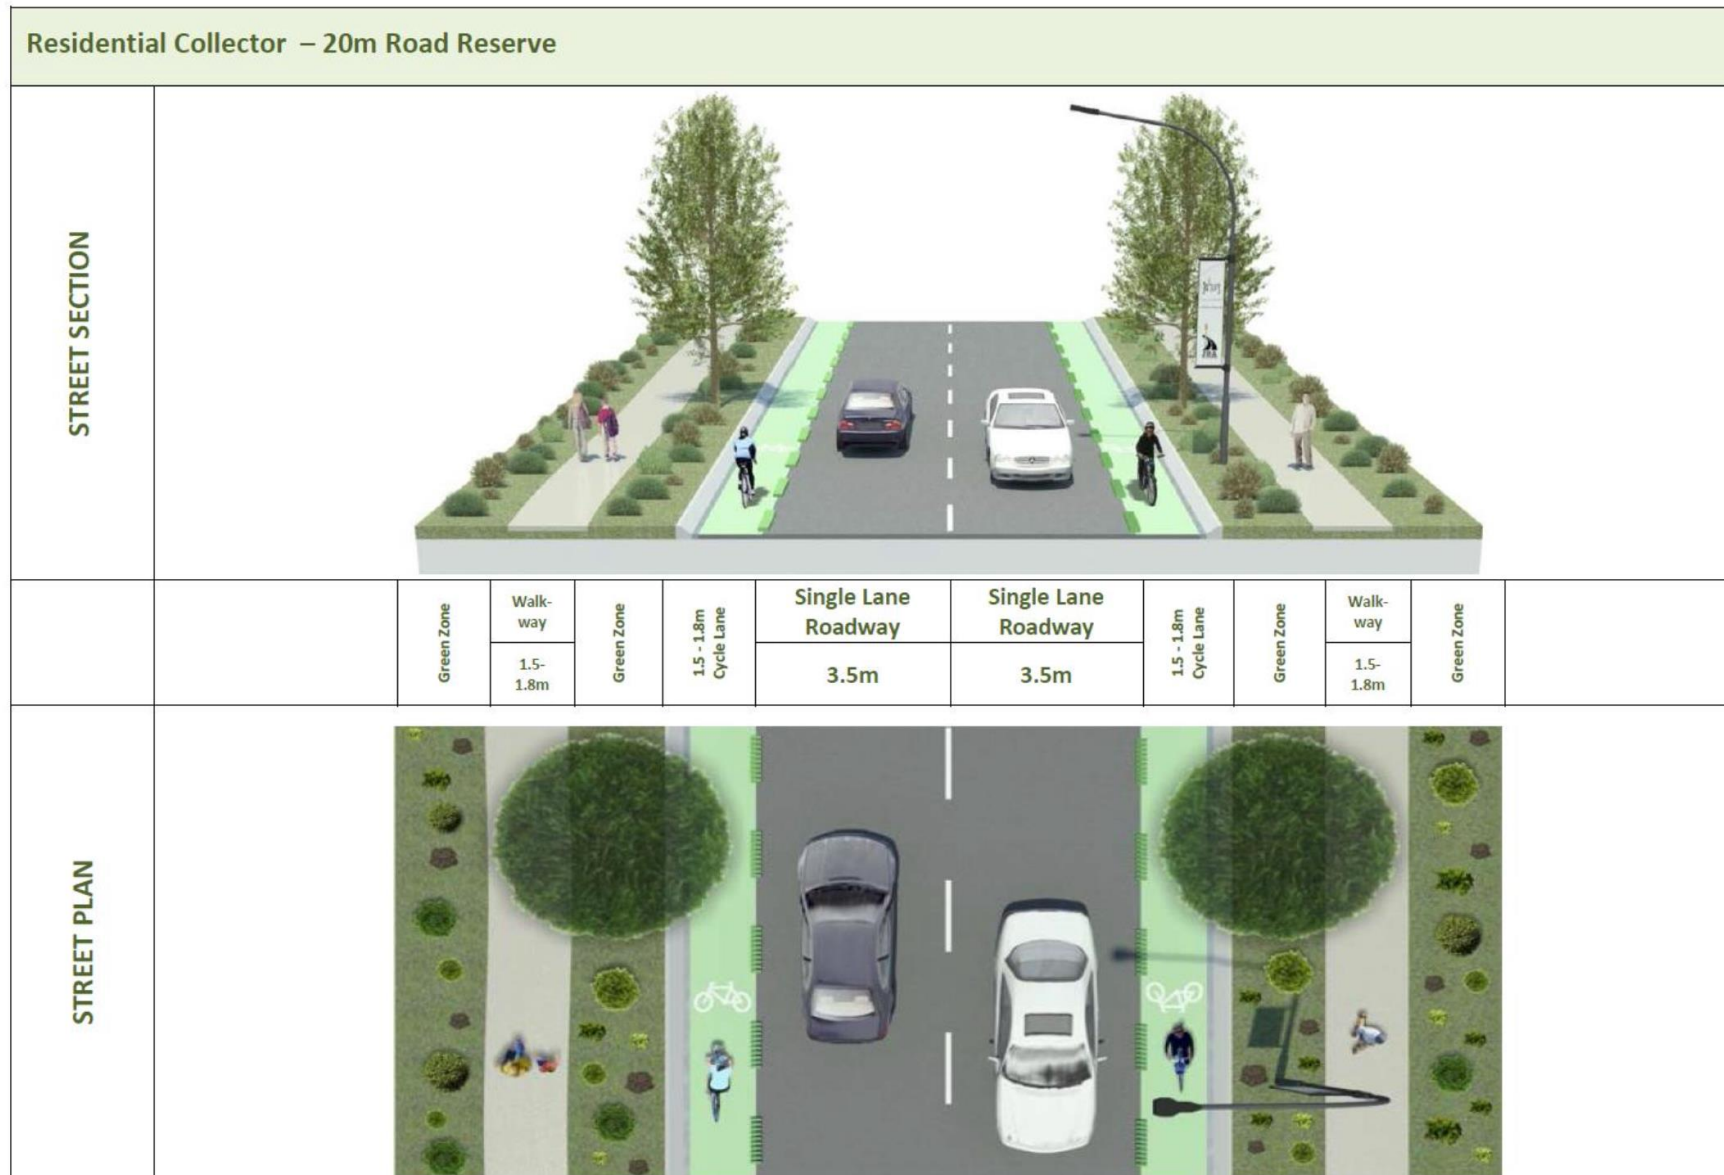 Residential Collector – 20m Road Reserve
STREET SECTION
Green Zone
Walk-
way
1.5-
1.8m
Green Zone
1.5 - 1.8m
Cycle Lane
Single Lane
Roadway
3.5m
Single Lane
Roadway
3.5m
1.5 - 1.8m
Cycle Lane
Green Zone
Walk-
way
1.5-
1.8m
Green Zone
STREET PLAN